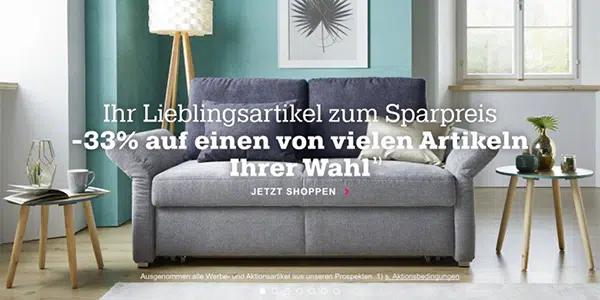 Ihr Lieblingsartikel zum Sparpreis
-33% auf einen von vielen Artikeln
Ihrer Wahl¹⁾
JETZT SHOPPEN >
Ausgenommen alle Werbe- und Aktionsartikel aus unseren Prospekten. 1) s. Aktionsbedingungen